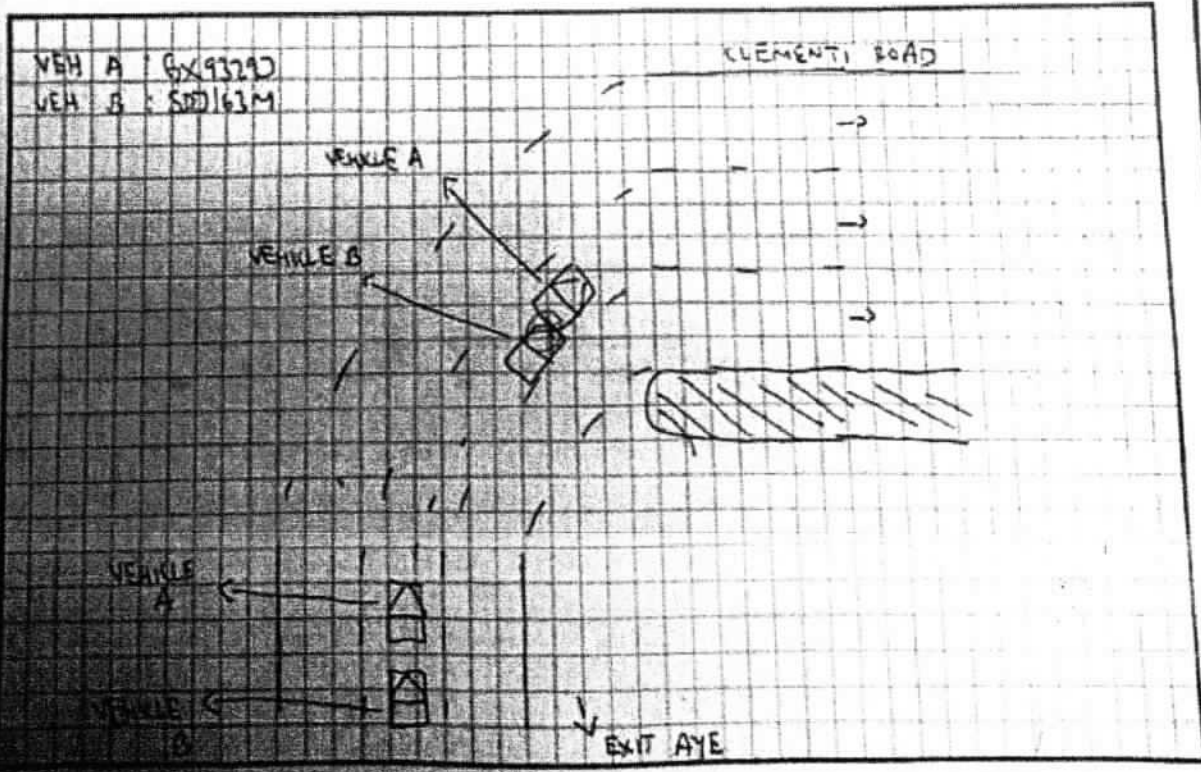 VEH A : GX9329J
VEH B : SDD163M
CLEMENTI ROAD
VEHICLE A
VEHICLE B
VEHICLE
A
VEHICLE
B
EXIT AYE